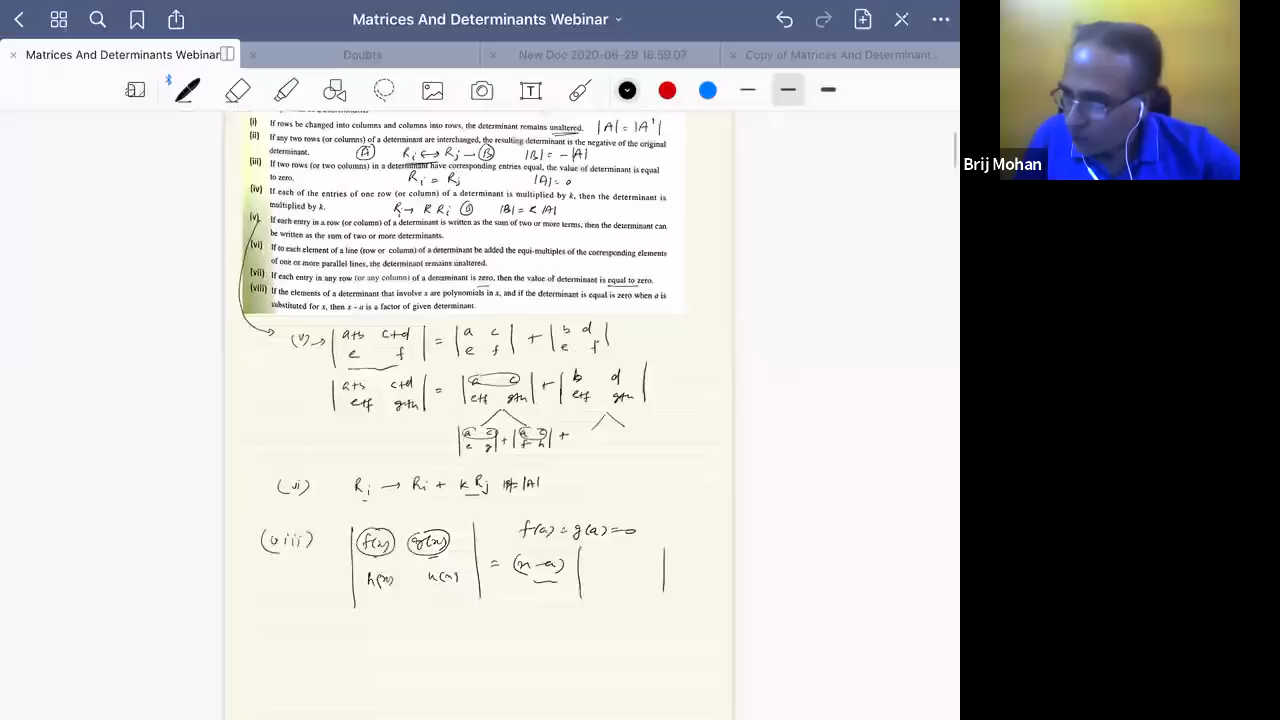 Matrices And Determinants Webinar
Matrices And Determinants Webinar
Doubts
New Doc 2020-06-29 16.59.07
Copy of Matrices And Determinant...
Brij Mohan
(i) If rows be changed into columns and columns into rows, the determinant remains unaltered. |A| = |A'|
(ii) If any two rows (or columns) of a determinant are interchanged, the resulting determinant is the negative of the original
determinant. (A) Ri ↔ Rj – (B) |B| = –|A|
(iii) If two rows (or two columns) in a determinant have corresponding entries equal, the value of determinant is equal
to zero. Ri = Rj |A| = 0
(iv) If each of the entries of one row (or column) of a determinant is multiplied by k, then the determinant is
multiplied by k. Ri → k Ri (B) |B| = k |A|
(v) If each entry in a row (or column) of a determinant is written as the sum of two or more terms, then the determinant can
be written as the sum of two or more determinants.
(vi) If to each element of a line (row or column) of a determinant be added the equi-multiples of the corresponding elements
of one or more parallel lines, the determinant remains unaltered.
(vii) If each entry in any row (or any column) of a determinant is zero, then the value of determinant is equal to zero.
(viii) If the elements of a determinant that involve x are polynomials in x, and if the determinant is equal is zero when a is
substituted for x, then x – a is a factor of given determinant.
(v) → | a+b c+d | = | a c | + | b d |
| e f | | e f | | e f |
| a+b c+d | = | a c | + | b d |
| e+f g+h | | e+f g+h | | e+f g+h |
| a c | + | a c | +
| e g | | f h |
(vi) Ri → Ri + k Rj |A|
(viii) | f(x) g(x) | f(a) = g(a) = 0
= (x – a) | |
| h(x)